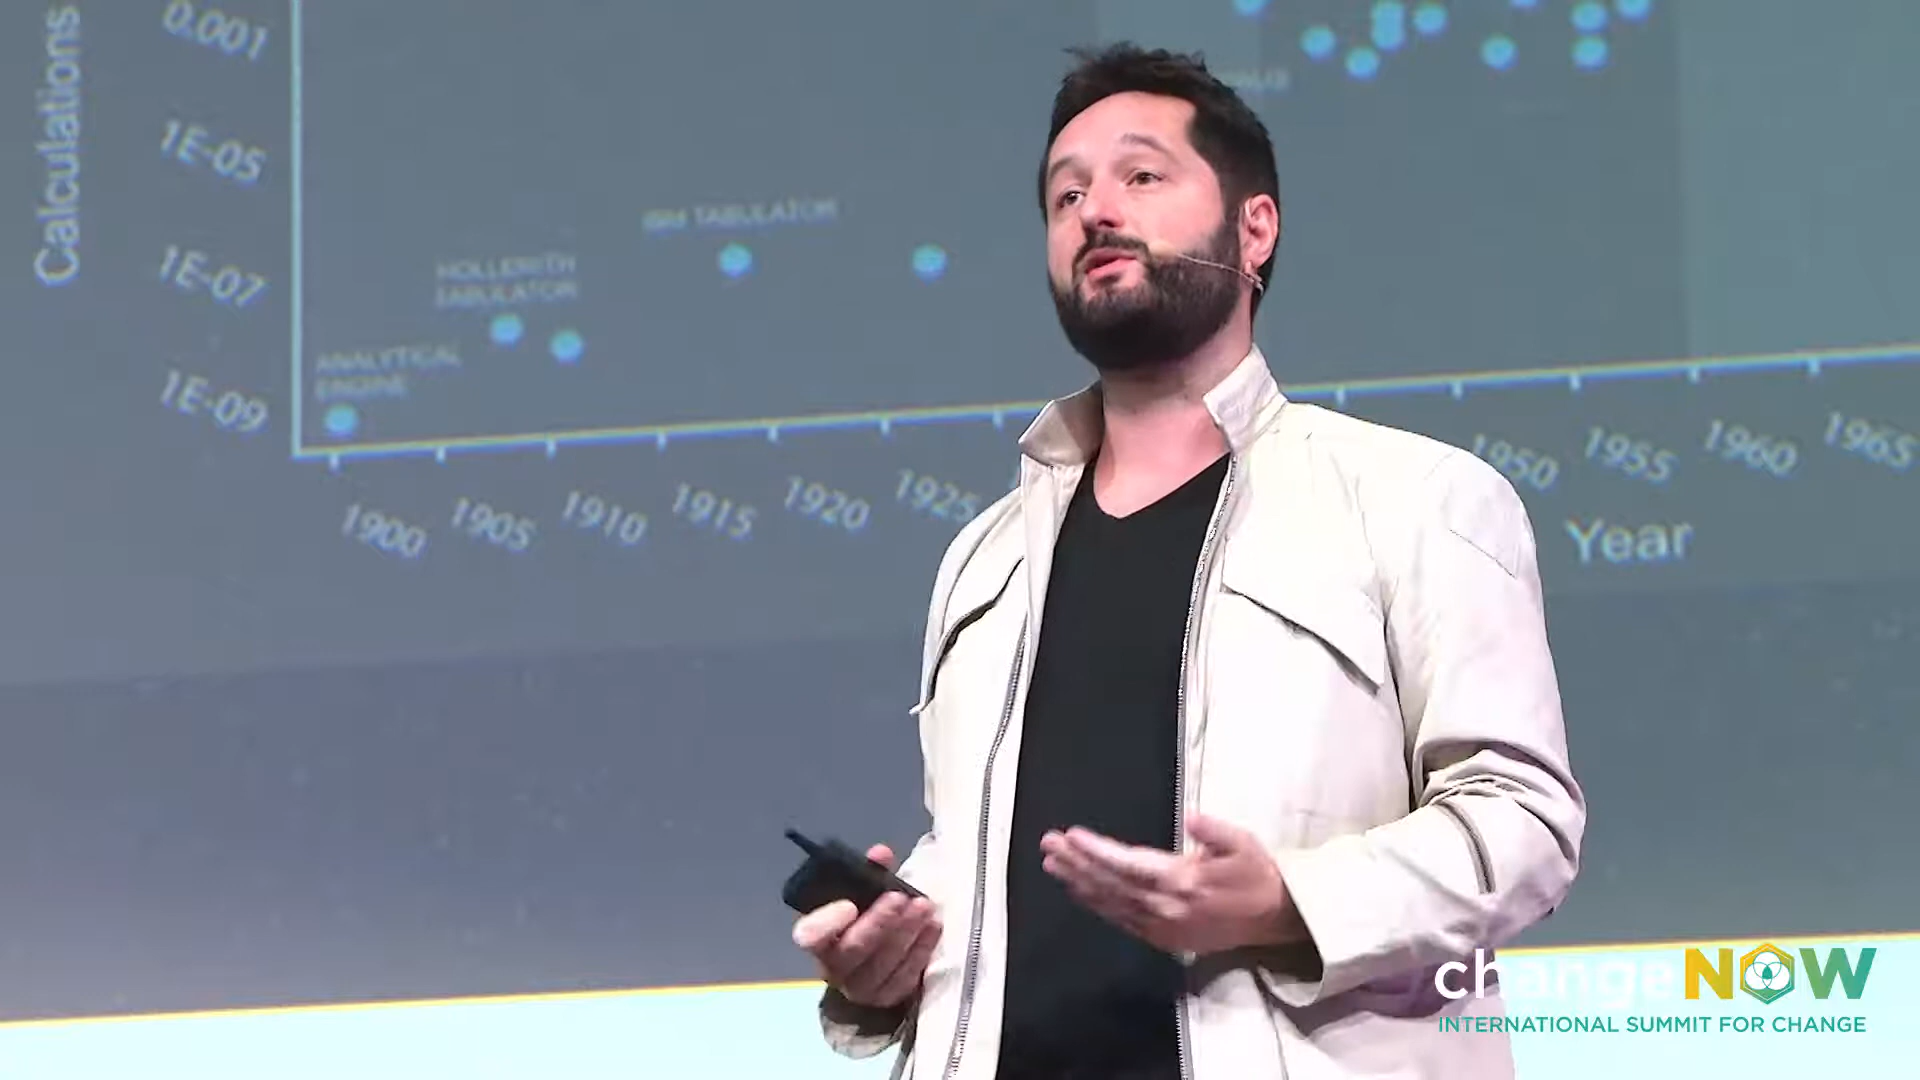 Calculations
0.001
1E-05
1E-07
1E-09
IBM TABULATOR
HOLLERITH
TABULATOR
ANALYTICAL
ENGINE
1900
1905
1910
1915
1920
1925
1950
1955
1960
1965
Year
changeNOW
INTERNATIONAL SUMMIT FOR CHANGE